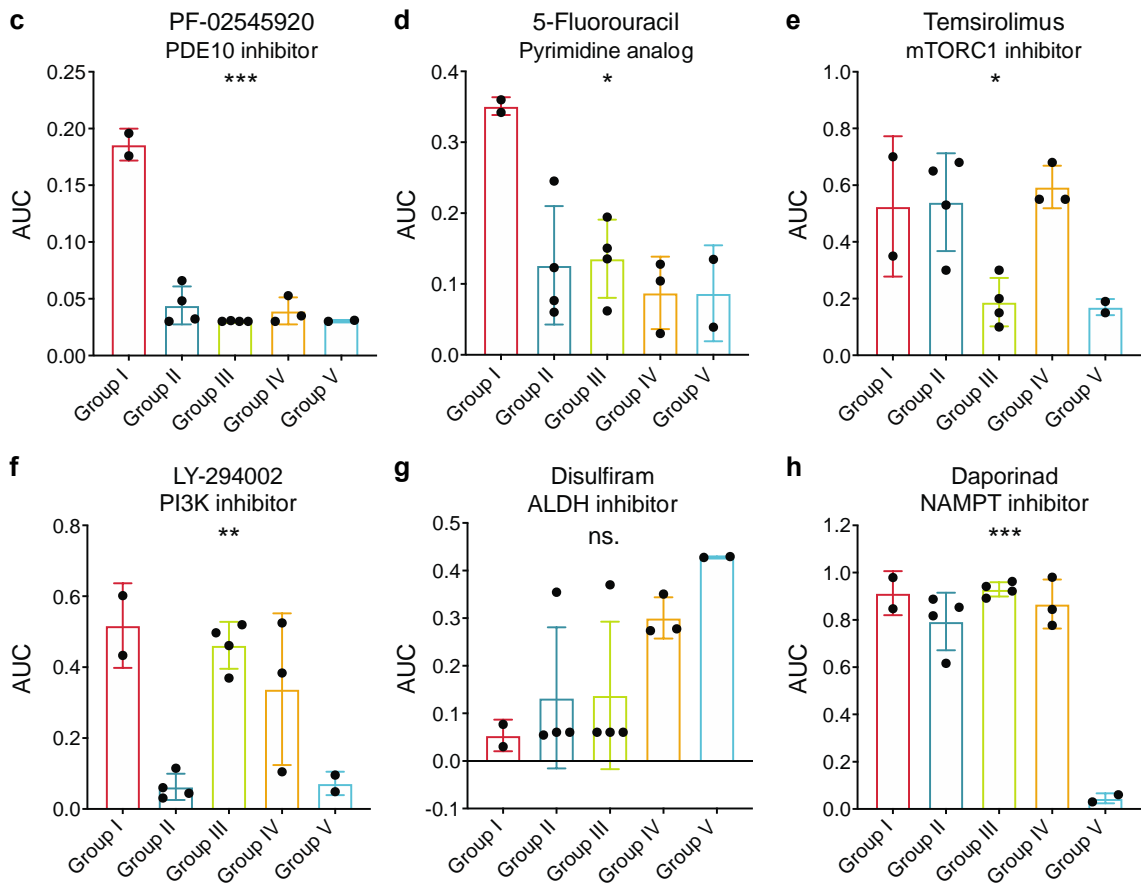 c
PF-02545920
PDE10 inhibitor
***
AUC
0.25
0.20
0.15
0.10
0.05
0.00
Group I
Group II
Group III
Group IV
Group V
d
5-Fluorouracil
Pyrimidine analog
*
AUC
0.4
0.3
0.2
0.1
0.0
Group I
Group II
Group III
Group IV
Group V
e
Temsirolimus
mTORC1 inhibitor
*
AUC
1.0
0.8
0.6
0.4
0.2
0.0
Group I
Group II
Group III
Group IV
Group V
f
LY-294002
PI3K inhibitor
**
AUC
0.8
0.6
0.4
0.2
0.0
Group I
Group II
Group III
Group IV
Group V
g
Disulfiram
ALDH inhibitor
ns.
AUC
0.5
0.4
0.3
0.2
0.1
0.0
-0.1
Group I
Group II
Group III
Group IV
Group V
h
Daporinad
NAMPT inhibitor
***
AUC
1.2
1.0
0.8
0.6
0.4
0.2
0.0
Group I
Group II
Group III
Group IV
Group V